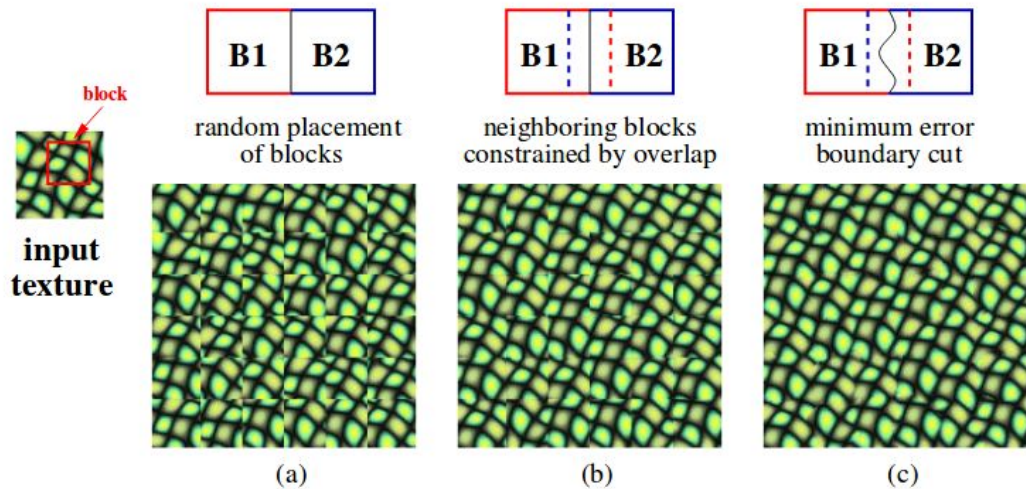 B1 B2
B1 B2
B1 B2
block
random placement
of blocks
neighboring blocks
constrained by overlap
minimum error
boundary cut
input
texture
(a)
(b)
(c)